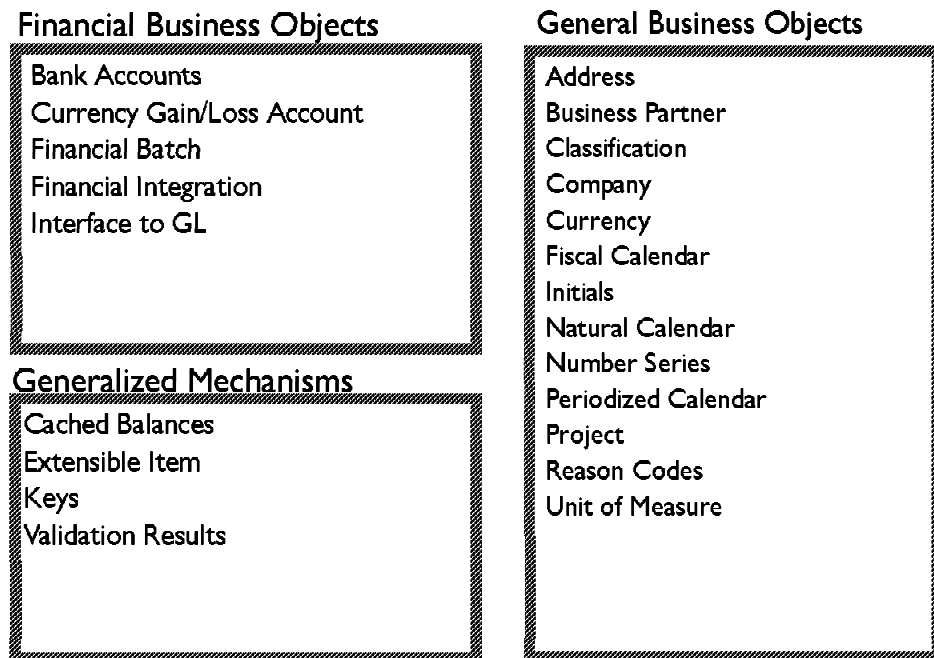 Financial Business Objects
Bank Accounts
Currency Gain/Loss Account
Financial Batch
Financial Integration
Interface to GL
Generalized Mechanisms
Cached Balances
Extensible Item
Keys
Validation Results
General Business Objects
Address
Business Partner
Classification
Company
Currency
Fiscal Calendar
Initials
Natural Calendar
Number Series
Periodized Calendar
Project
Reason Codes
Unit of Measure